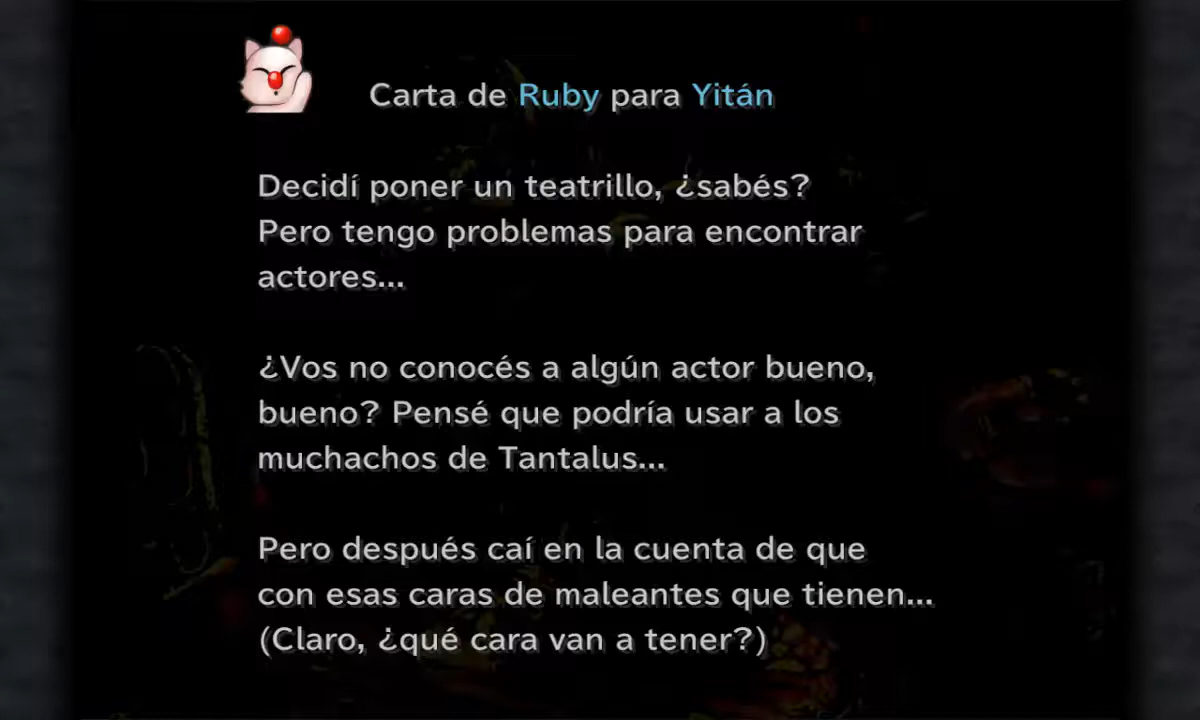 Carta de Ruby para Yitán
Decidí poner un teatrillo, ¿sabés?
Pero tengo problemas para encontrar
actores...
¿Vos no conocés a algún actor bueno,
bueno? Pensé que podría usar a los
muchachos de Tantalus...
Pero después caí en la cuenta de que
con esas caras de maleantes que tienen...
(Claro, ¿qué cara van a tener?)